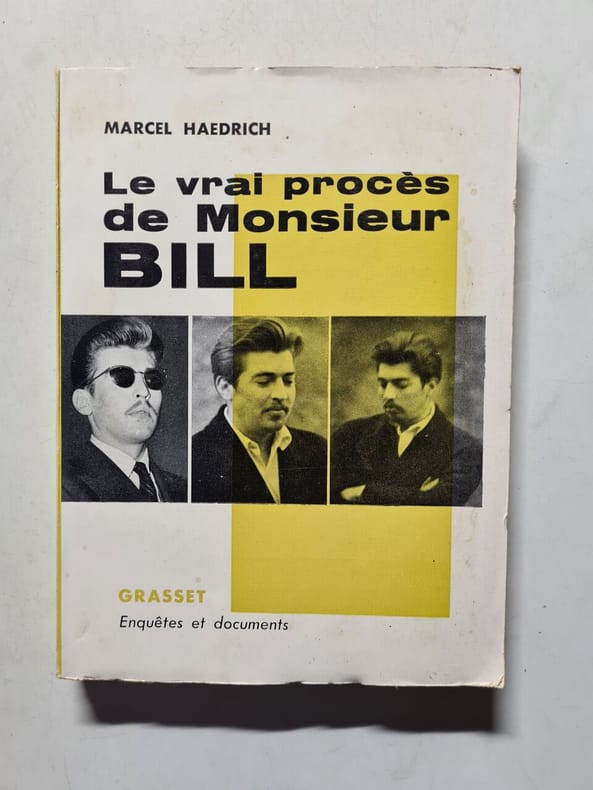 MARCEL HAEDRICH
Le vrai procès
de Monsieur
BILL
GRASSET
Enquêtes et documents